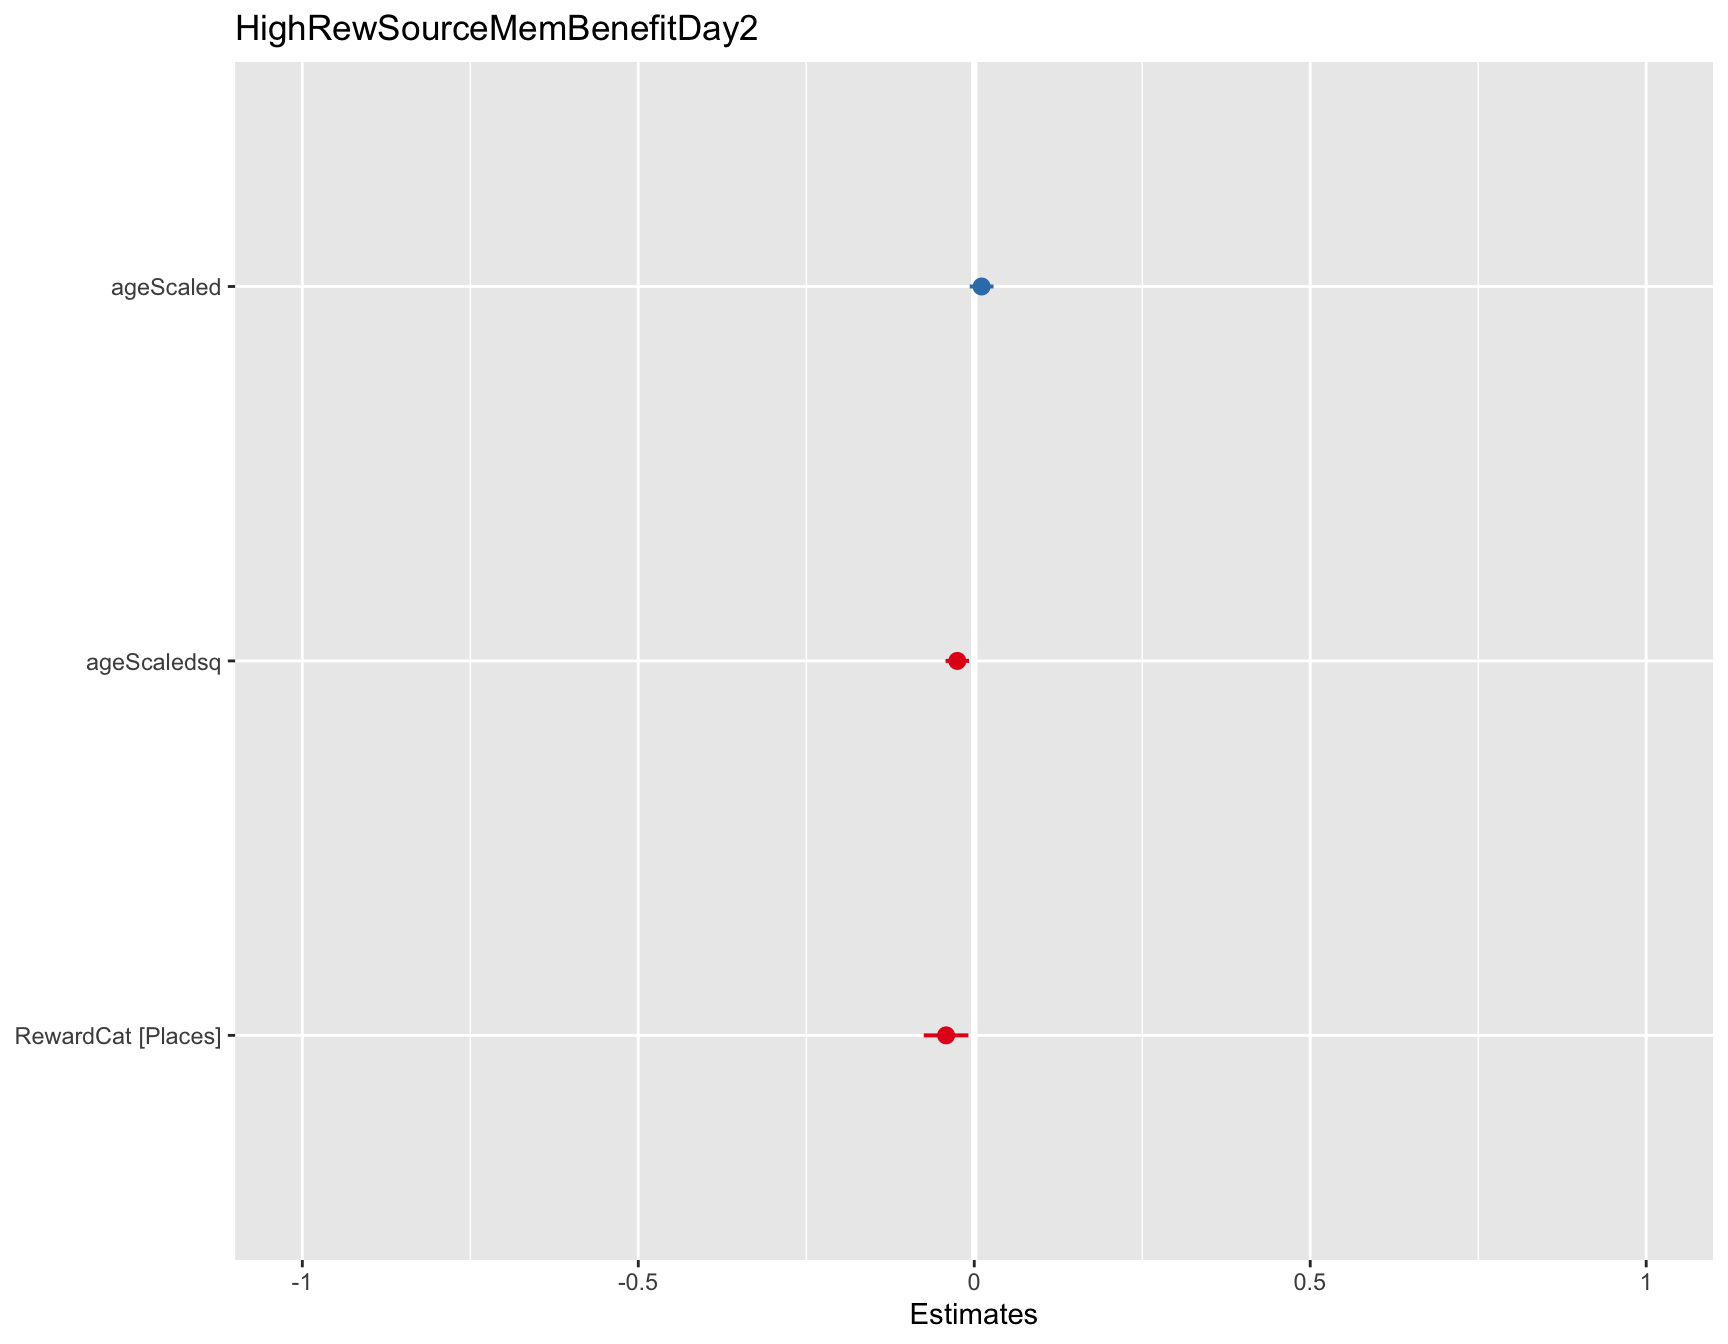 HighRewSourceMemBenefitDay2
ageScaled
ageScaledsq
RewardCat [Places]
-1 -0.5 0 0.5 1
Estimates